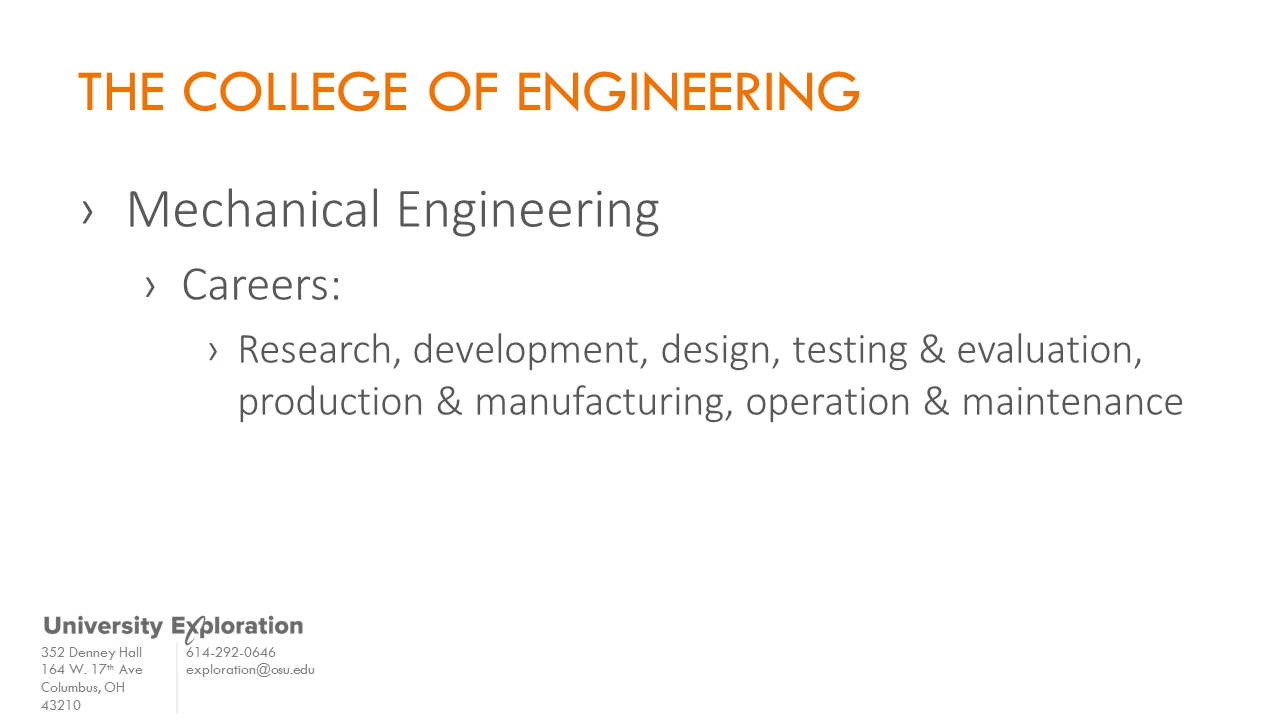 THE COLLEGE OF ENGINEERING
› Mechanical Engineering
› Careers:
› Research, development, design, testing & evaluation,
production & manufacturing, operation & maintenance
University Exploration
352 Denney Hall
164 W. 17th Ave
Columbus, OH
43210
614-292-0646
exploration@osu.edu